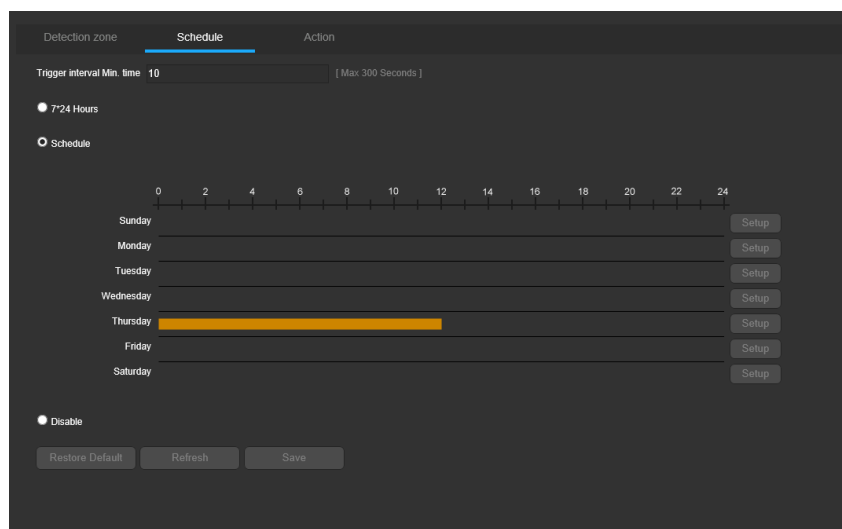 Detection zone Schedule Action
Trigger interval Min. time 10 [ Max 300 Seconds ]
7*24 Hours
Schedule
0 2 4 6 8 10 12 14 16 18 20 22 24
Sunday Setup
Monday Setup
Tuesday Setup
Wednesday Setup
Thursday Setup
Friday Setup
Saturday Setup
Disable
Restore Default Refresh Save